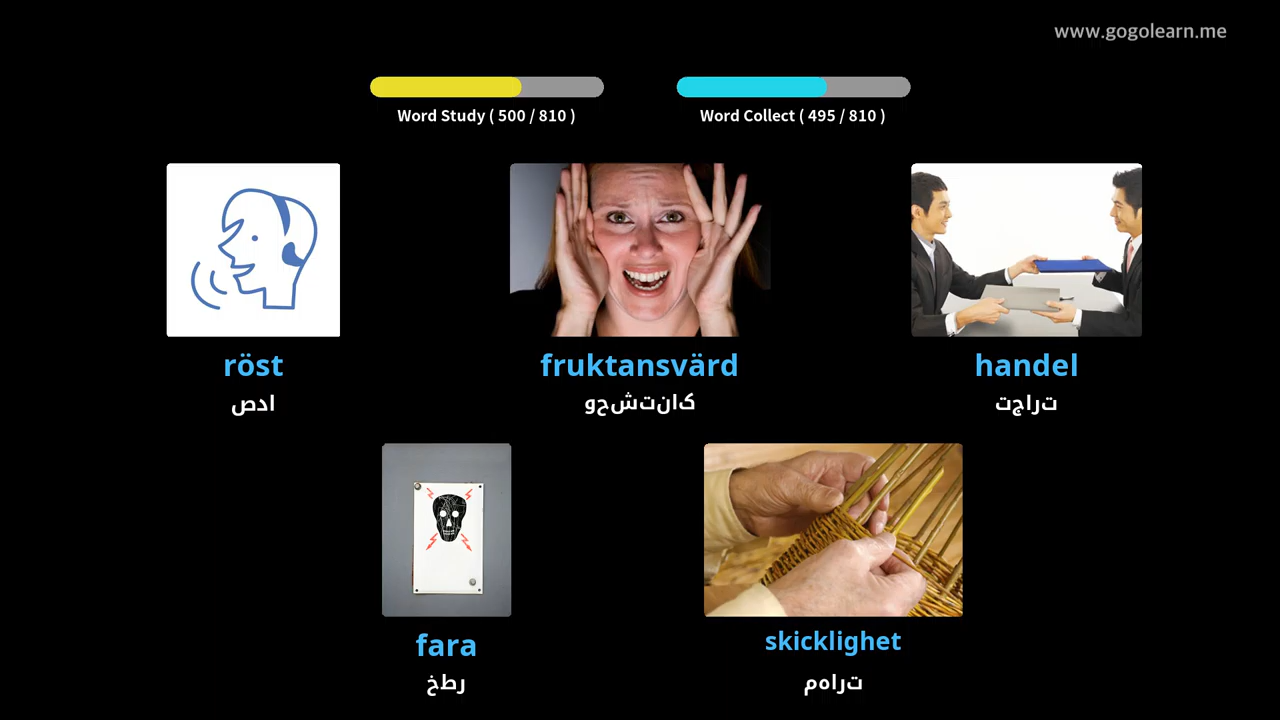 www.gogolearn.me
Word Study ( 500 / 810 )
Word Collect ( 495 / 810 )
röst
ادص
fruktansvärd
کانتشحو
handel
تراجت
fara
رطخ
skicklighet
تراهم